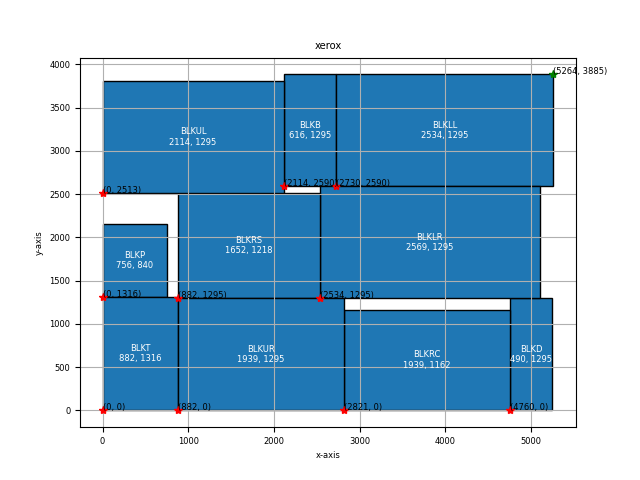 xerox
4000
3500
3000
2500
2000
1500
1000
500
0
y-axis
(5264, 3885)
BLKUL
2114, 1295
BLKB
616, 1295
BLKLL
2534, 1295
(0, 2513)
(2114, 2590)
(2730, 2590)
BLKP
756, 840
BLKRS
1652, 1218
BLKLR
2569, 1295
(0, 1316)
(882, 1295)
(2534, 1295)
BLKT
882, 1316
BLKUR
1939, 1295
BLKRC
1939, 1162
BLKD
490, 1295
(0, 0)
(882, 0)
(2821, 0)
(4760, 0)
0
1000
2000
3000
4000
5000
x-axis